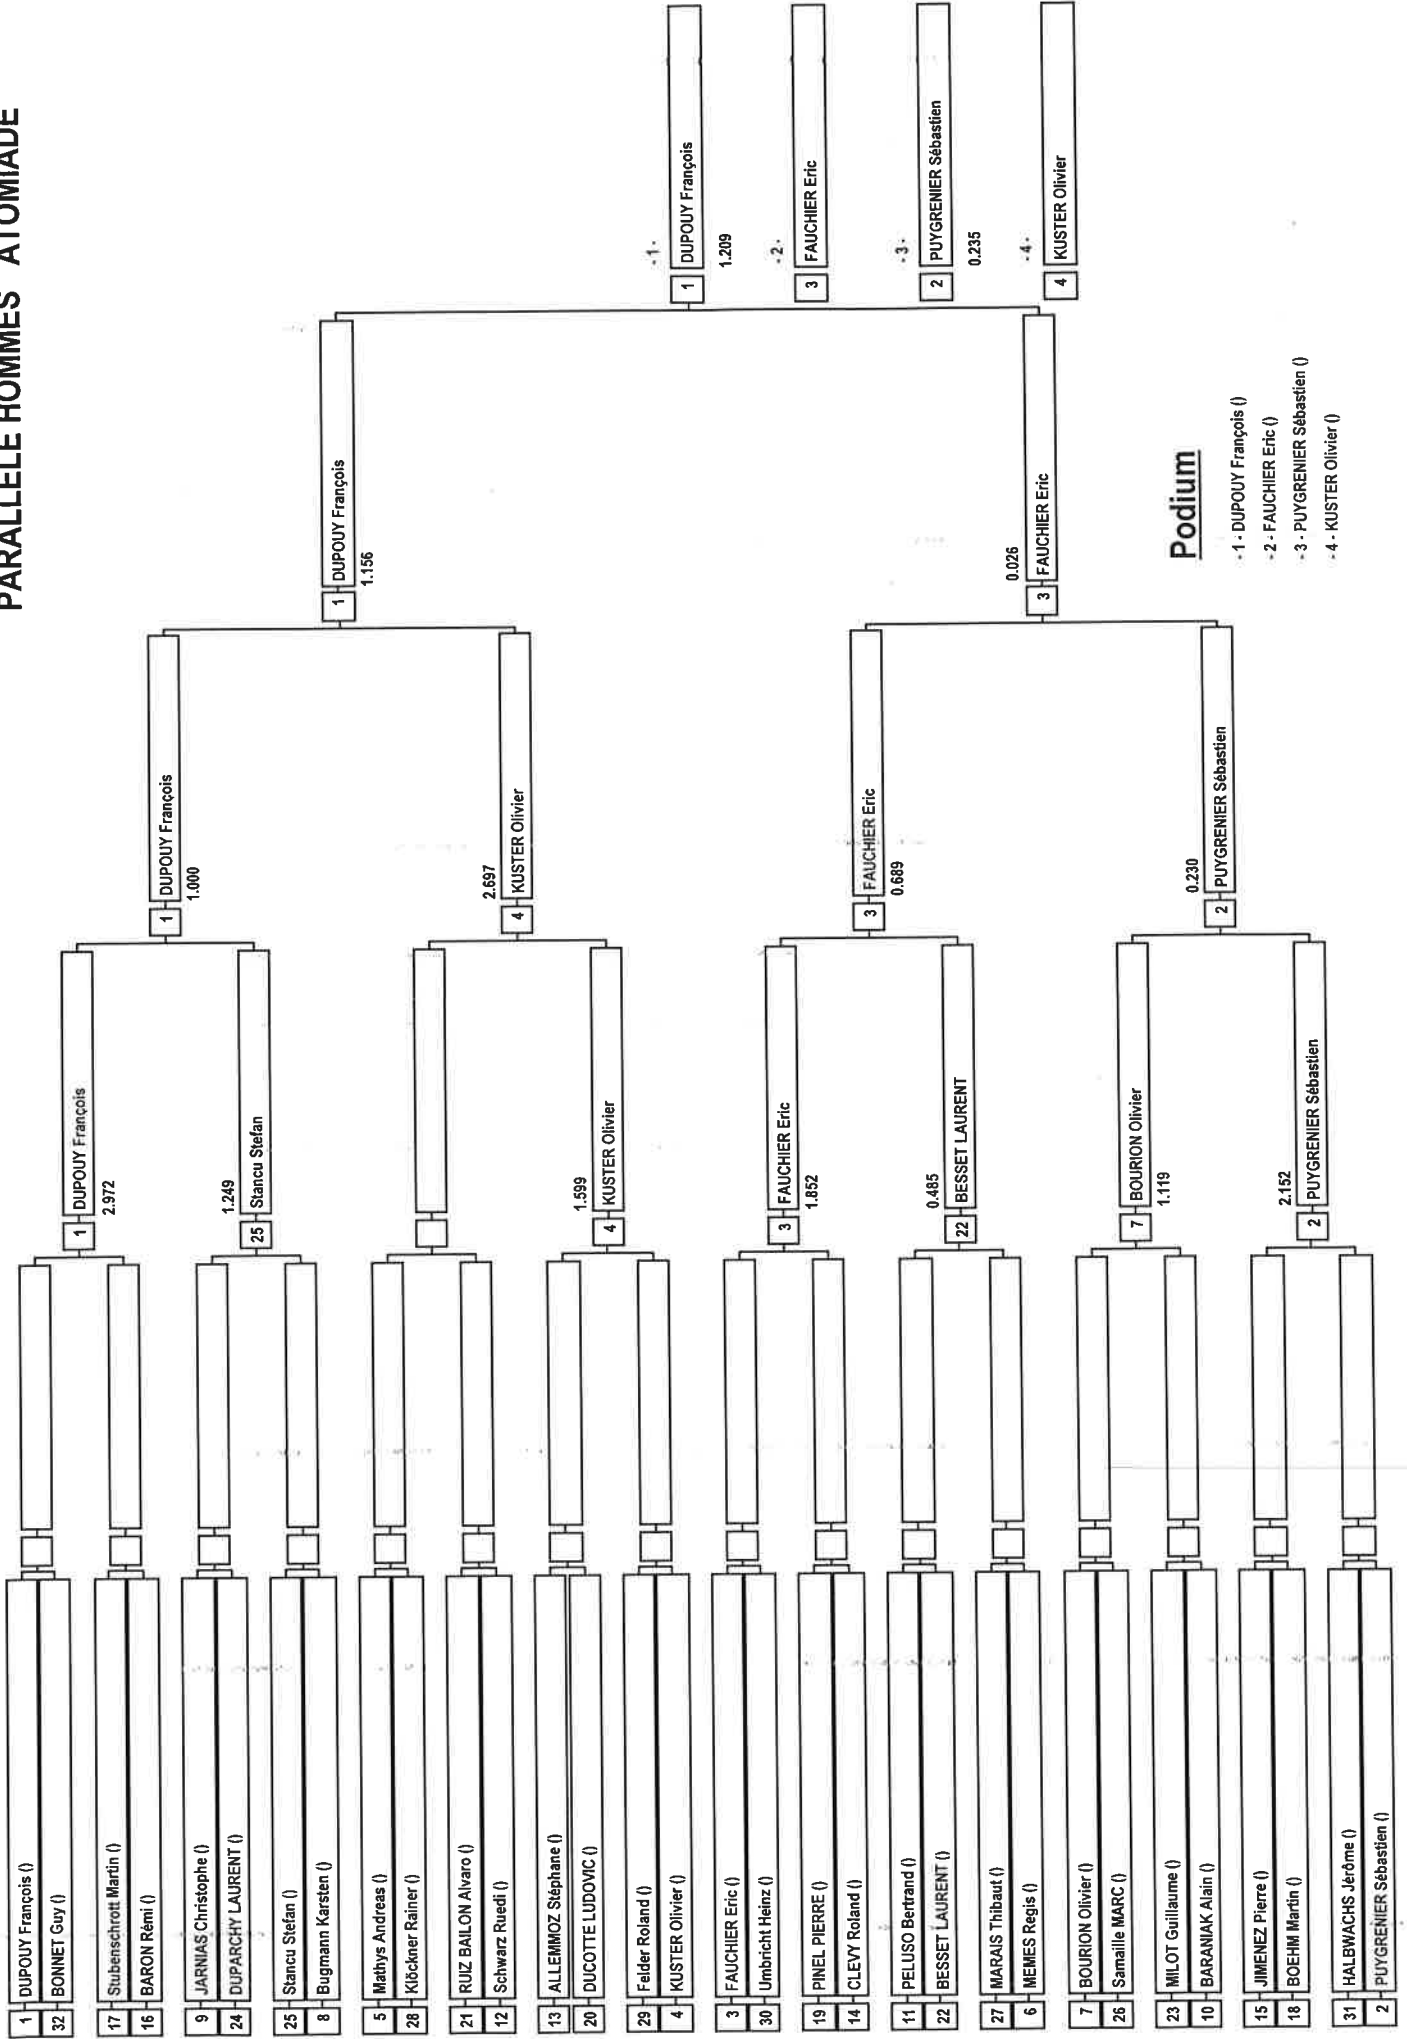 PARALLELE HOMMES ATOMIADE
1 DUPOUY François ()
32 BONNET Guy ()
17 Stubenschrott Martin ()
16 BARON Rémi ()
9 JARNIAS Christophe ()
24 DUPARCHY LAURENT ()
25 Stancu Stefan ()
8 Bugmann Karsten ()
5 Mathys Andreas ()
28 Klöckner Rainer ()
21 RUIZ BAILON Alvaro ()
12 Schwarz Ruedi ()
13 ALLEMMOZ Stéphane ()
20 DUCOTTE LUDOVIC ()
29 Felder Roland ()
4 KUSTER Olivier ()
3 FAUCHIER Eric ()
30 Umbricht Heinz ()
19 PINEL PIERRE ()
14 CLEVY Roland ()
11 PELUSO Bertrand ()
22 BESSET LAURENT ()
27 MARAIS Thibaut ()
6 MEMES Regis ()
7 BOURION Olivier ()
26 Samaille MARC ()
23 MILOT Guillaume ()
10 BARANIAK Alain ()
15 JIMENEZ Pierre ()
18 BOEHM Martin ()
31 HALBWACHS Jérôme ()
2 PUYGRENIER Sébastien ()
1 DUPOUY François
2.972
1.249
25 Stancu Stefan
1.599
4 KUSTER Olivier
3 FAUCHIER Eric
1.852
0.485
22 BESSET LAURENT
7 BOURION Olivier
1.119
2.152
2 PUYGRENIER Sébastien
1 DUPOUY François
1.000
2.697
4 KUSTER Olivier
3 FAUCHIER Eric
0.689
0.230
2 PUYGRENIER Sébastien
1 DUPOUY François
1.156
0.026
3 FAUCHIER Eric
- 1 -
1 DUPOUY François
1.209
- 2 -
3 FAUCHIER Eric
- 3 -
2 PUYGRENIER Sébastien
0.235
- 4 -
4 KUSTER Olivier
Podium
- 1 - DUPOUY François ()
- 2 - FAUCHIER Eric ()
- 3 - PUYGRENIER Sébastien ()
- 4 - KUSTER Olivier ()